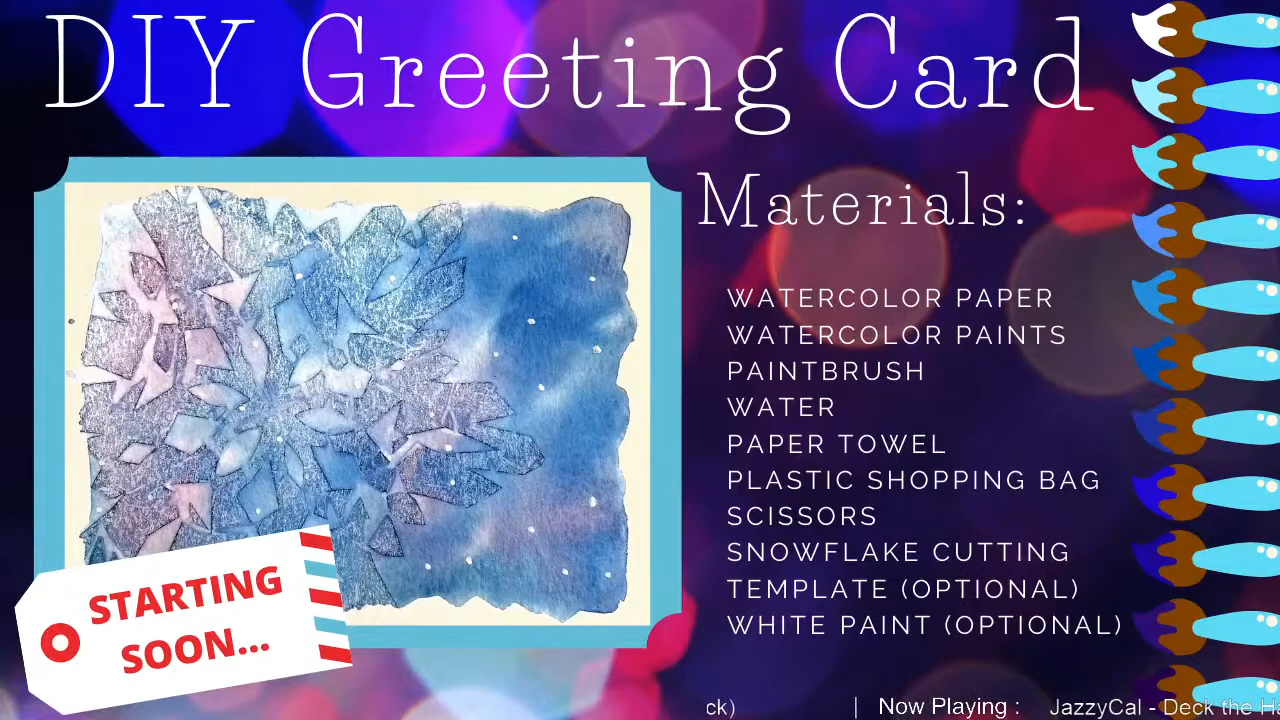 DIY Greeting Card
Materials:
WATERCOLOR PAPER
WATERCOLOR PAINTS
PAINTBRUSH
WATER
PAPER TOWEL
PLASTIC SHOPPING BAG
SCISSORS
SNOWFLAKE CUTTING
TEMPLATE (OPTIONAL)
WHITE PAINT (OPTIONAL)
STARTING
SOON...
ck) | Now Playing : JazzyCal - Deck the Ha